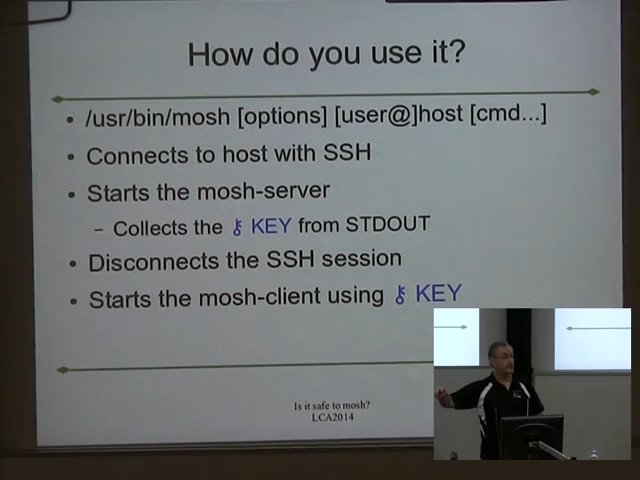 How do you use it?
• /usr/bin/mosh [options] [user@]host [cmd...]
• Connects to host with SSH
• Starts the mosh-server
– Collects the KEY from STDOUT
• Disconnects the SSH session
• Starts the mosh-client using KEY
Is it safe to mosh?
LCA2014